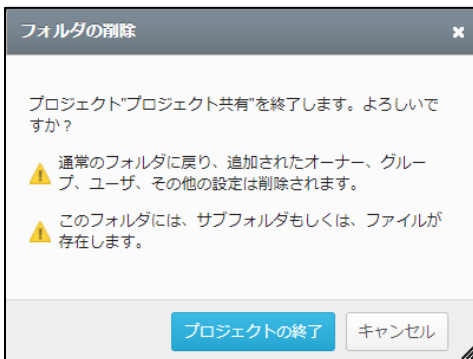 フォルダの削除
プロジェクト"プロジェクト共有"を終了します。よろしいで
すか？
通常のフォルダに戻り、追加されたオーナー、グルー
プ、ユーザ、その他の設定は削除されます。
このフォルダには、サブフォルダもしくは、ファイルが
存在します。
プロジェクトの終了
キャンセル